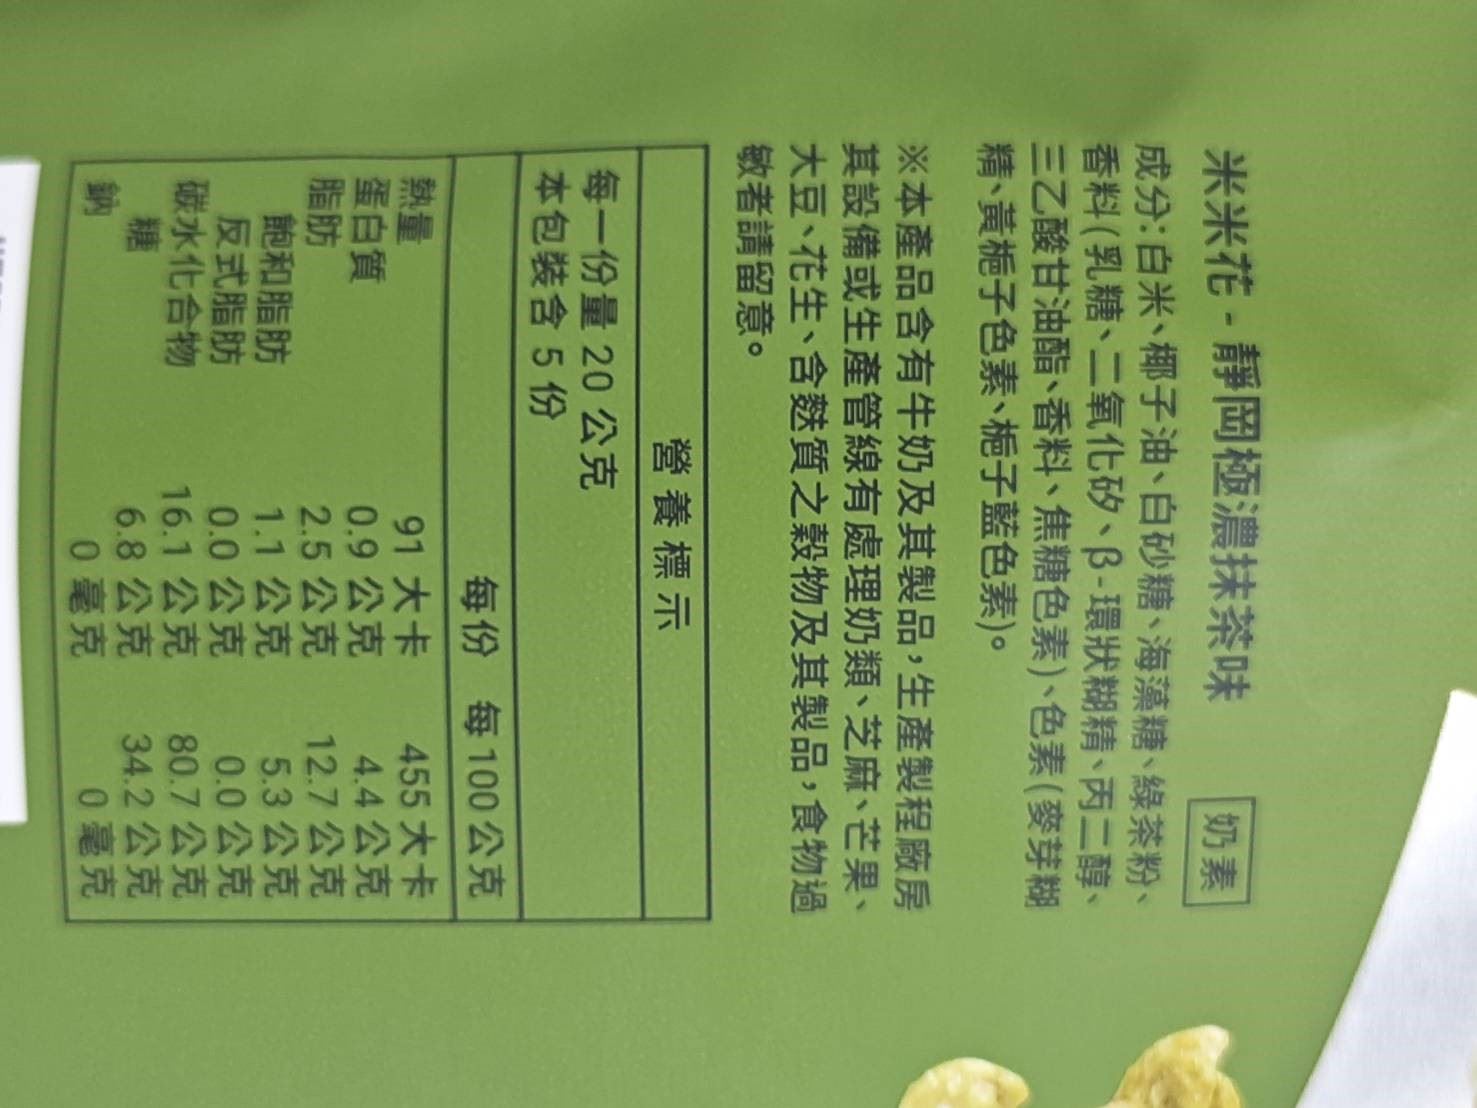 米米花-靜岡極濃抹茶味
奶素
成分:白米、椰子油、白砂糖、海藻糖、綠茶粉、
香料(乳糖、二氧化矽、β-環狀糊精、丙二醇、
三乙酸甘油酯、香料、焦糖色素)、色素(麥芽糊
精、黃梔子色素、梔子藍色素)。
※本產品含有牛奶及其製品,生產製程廠房
其設備或生產管線有處理奶類、芝麻、芒果、
大豆、花生、含麩質之穀物及其製品,食物過
敏者請留意。
營養標示
每一份量 20 公克
本包裝含 5 份
每份 每100公克
熱量 91 大卡 455大卡
蛋白質 0.9 公克 4.4 公克
脂肪 2.5 公克 12.7 公克
飽和脂肪 1.1 公克 5.3 公克
反式脂肪 0.0 公克 0.0 公克
碳水化合物 16.1 公克 80.7 公克
糖 6.8 公克 34.2 公克
鈉 0 毫克 0 毫克